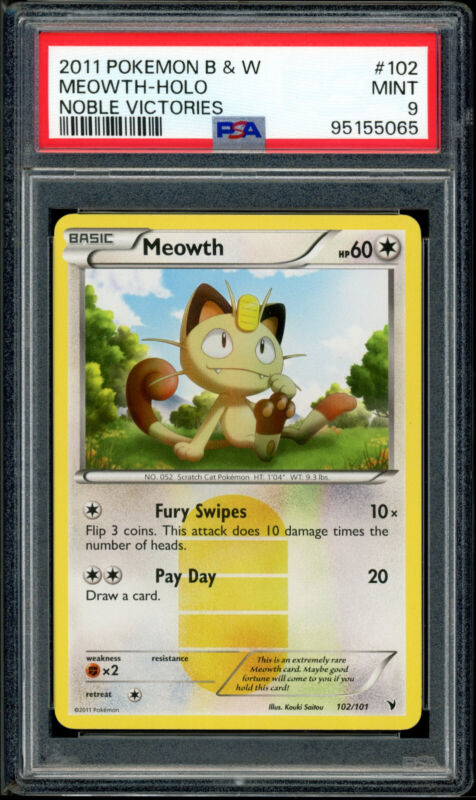 2011 POKEMON B & W #102
MEOWTH-HOLO MINT
NOBLE VICTORIES 9
PSA 95155065
BASIC Meowth HP60
NO. 052 Scratch Cat Pokémon HT: 1'04" WT: 9.3 lbs.
Fury Swipes 10×
Flip 3 coins. This attack does 10 damage times the
number of heads.
Pay Day 20
Draw a card.
weakness resistance
×2
retreat
This is an extremely rare
Meowth card. Maybe good
fortune will come to you if you
hold this card!
©2011 Pokémon Illus. Kouki Saitou 102/101
PSA